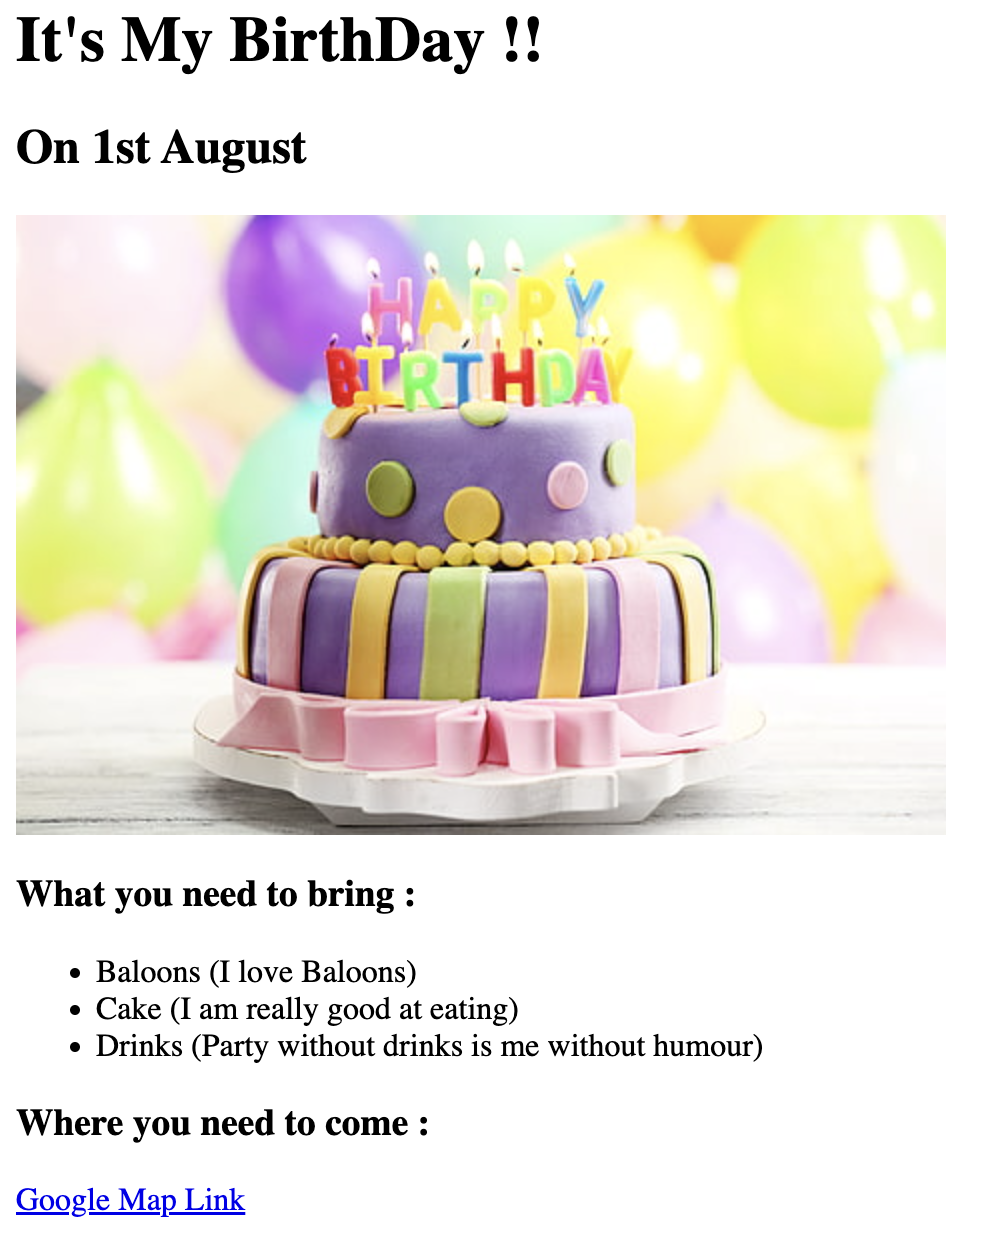 It's My BirthDay !!
On 1st August
HAPPY
BIRTHDAY
What you need to bring :
Baloons (I love Baloons)
Cake (I am really good at eating)
Drinks (Party without drinks is me without humour)
Where you need to come :
Google Map Link